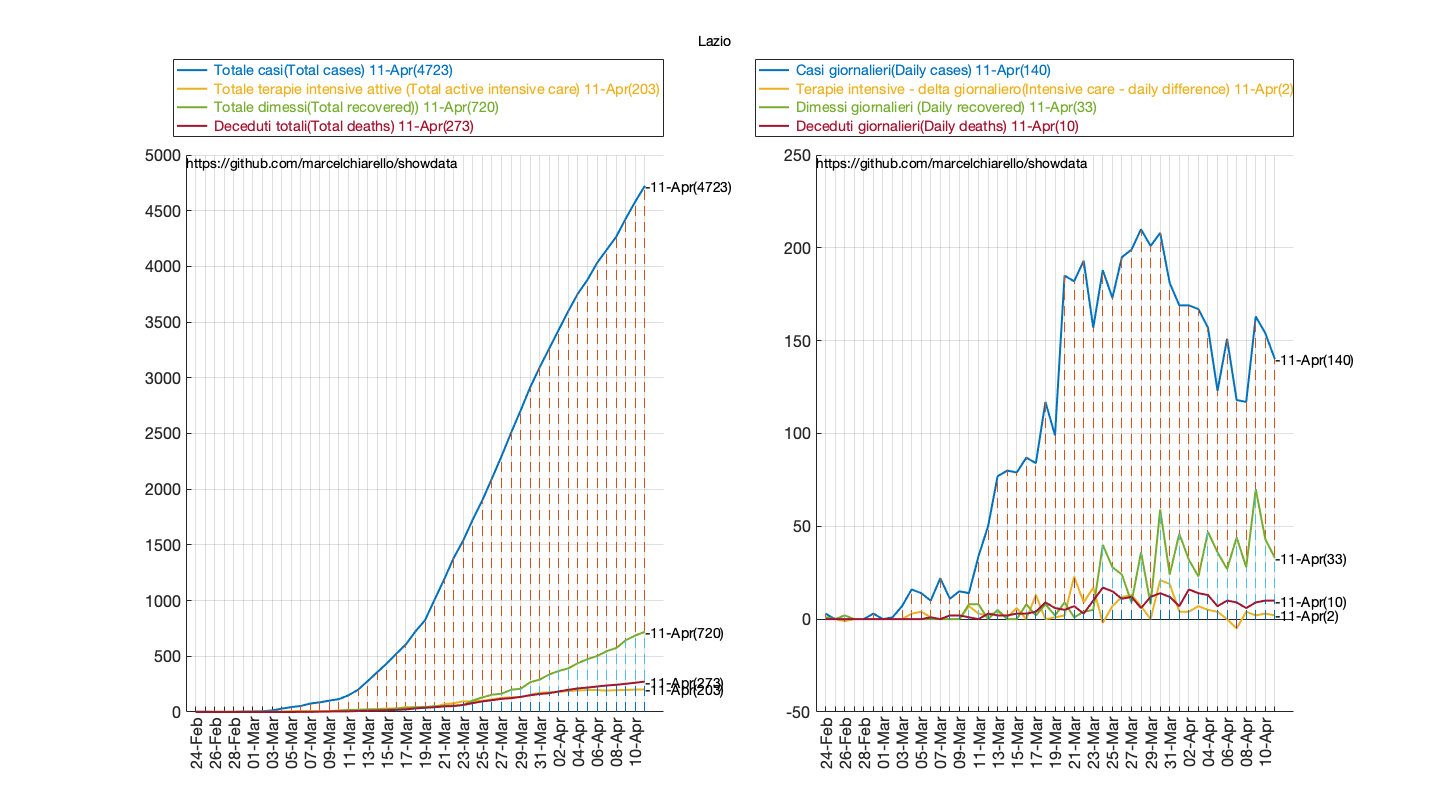 Lazio
Totale casi(Total cases) 11-Apr(4723)
Totale terapie intensive attive (Total active intensive care) 11-Apr(203)
Totale dimessi(Total recovered)) 11-Apr(720)
Deceduti totali(Total deaths) 11-Apr(273)
https://github.com/marcelchiarello/showdata
5000
4500
4000
3500
3000
2500
2000
1500
1000
500
0
-11-Apr(4723)
-11-Apr(720)
-11-Apr(273)
-11-Apr(203)
24-Feb
26-Feb
28-Feb
01-Mar
03-Mar
05-Mar
07-Mar
09-Mar
11-Mar
13-Mar
15-Mar
17-Mar
19-Mar
21-Mar
23-Mar
25-Mar
27-Mar
29-Mar
31-Mar
02-Apr
04-Apr
06-Apr
08-Apr
10-Apr
Casi giornalieri(Daily cases) 11-Apr(140)
Terapie intensive - delta giornaliero(Intensive care - daily difference) 11-Apr(2)
Dimessi giornalieri (Daily recovered) 11-Apr(33)
Deceduti giornalieri(Daily deaths) 11-Apr(10)
https://github.com/marcelchiarello/showdata
250
200
150
100
50
0
-50
-11-Apr(140)
-11-Apr(33)
-11-Apr(10)
-11-Apr(2)
24-Feb
26-Feb
28-Feb
01-Mar
03-Mar
05-Mar
07-Mar
09-Mar
11-Mar
13-Mar
15-Mar
17-Mar
19-Mar
21-Mar
23-Mar
25-Mar
27-Mar
29-Mar
31-Mar
02-Apr
04-Apr
06-Apr
08-Apr
10-Apr